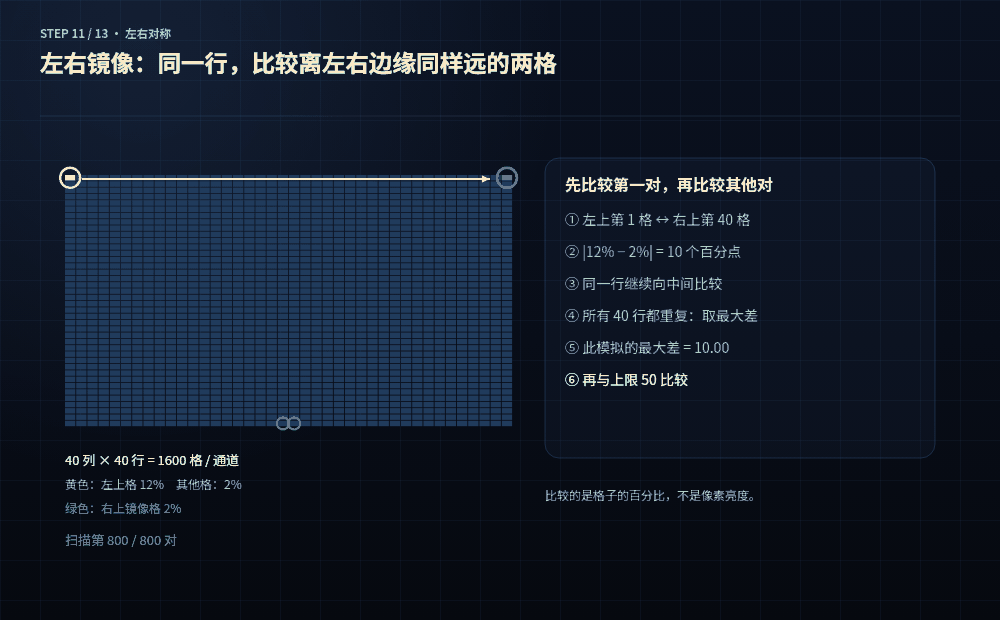 STEP 11 / 13 · 左右对称
左右镜像：同一行，比较离左右边缘同样远的两格
先比较第一对，再比较其他对
① 左上第 1 格 ↔ 右上第 40 格
② |12% − 2%| = 10 个百分点
③ 同一行继续向中间比较
④ 所有 40 行都重复：取最大差
⑤ 此模拟的最大差 = 10.00
⑥ 再与上限 50 比较
40 列 × 40 行 = 1600 格 / 通道
黄色：左上格 12% 其他格：2%
绿色：右上镜像格 2%
扫描第 800 / 800 对
比较的是格子的百分比，不是像素亮度。